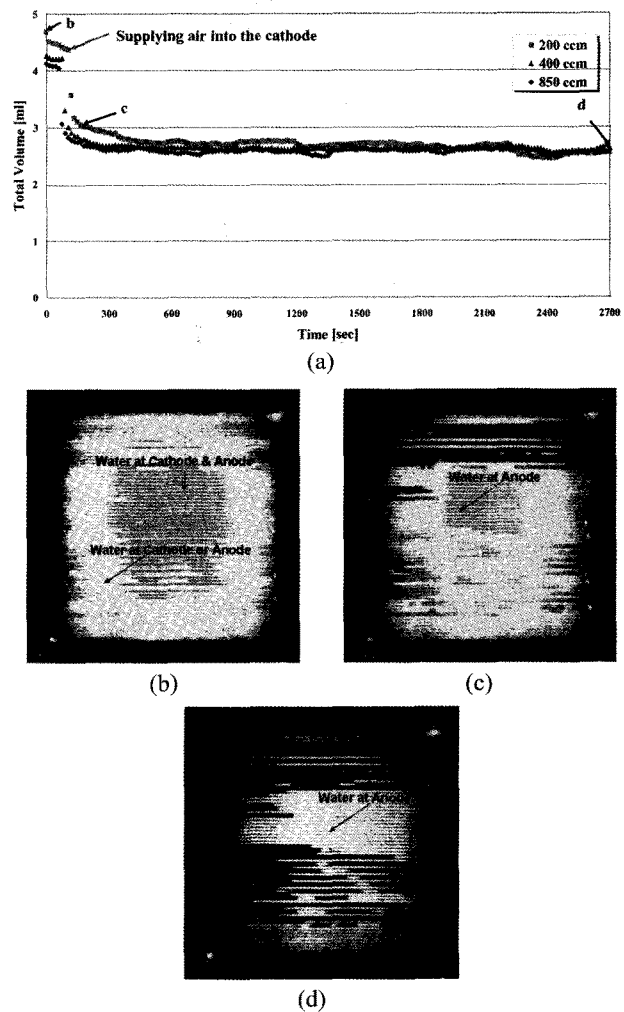 b
Supplying air into the cathode
200 ccm
400 ccm
850 ccm
c
d
Total Volume [ml]
5
4
3
2
1
0
0 300 600 900 1200 1500 1800 2100 2400 2700
Time [sec]
(a)
Water at Cathode & Anode
Water at Cathode or Anode
(b)
Water at Anode
(c)
Water at Anode
(d)